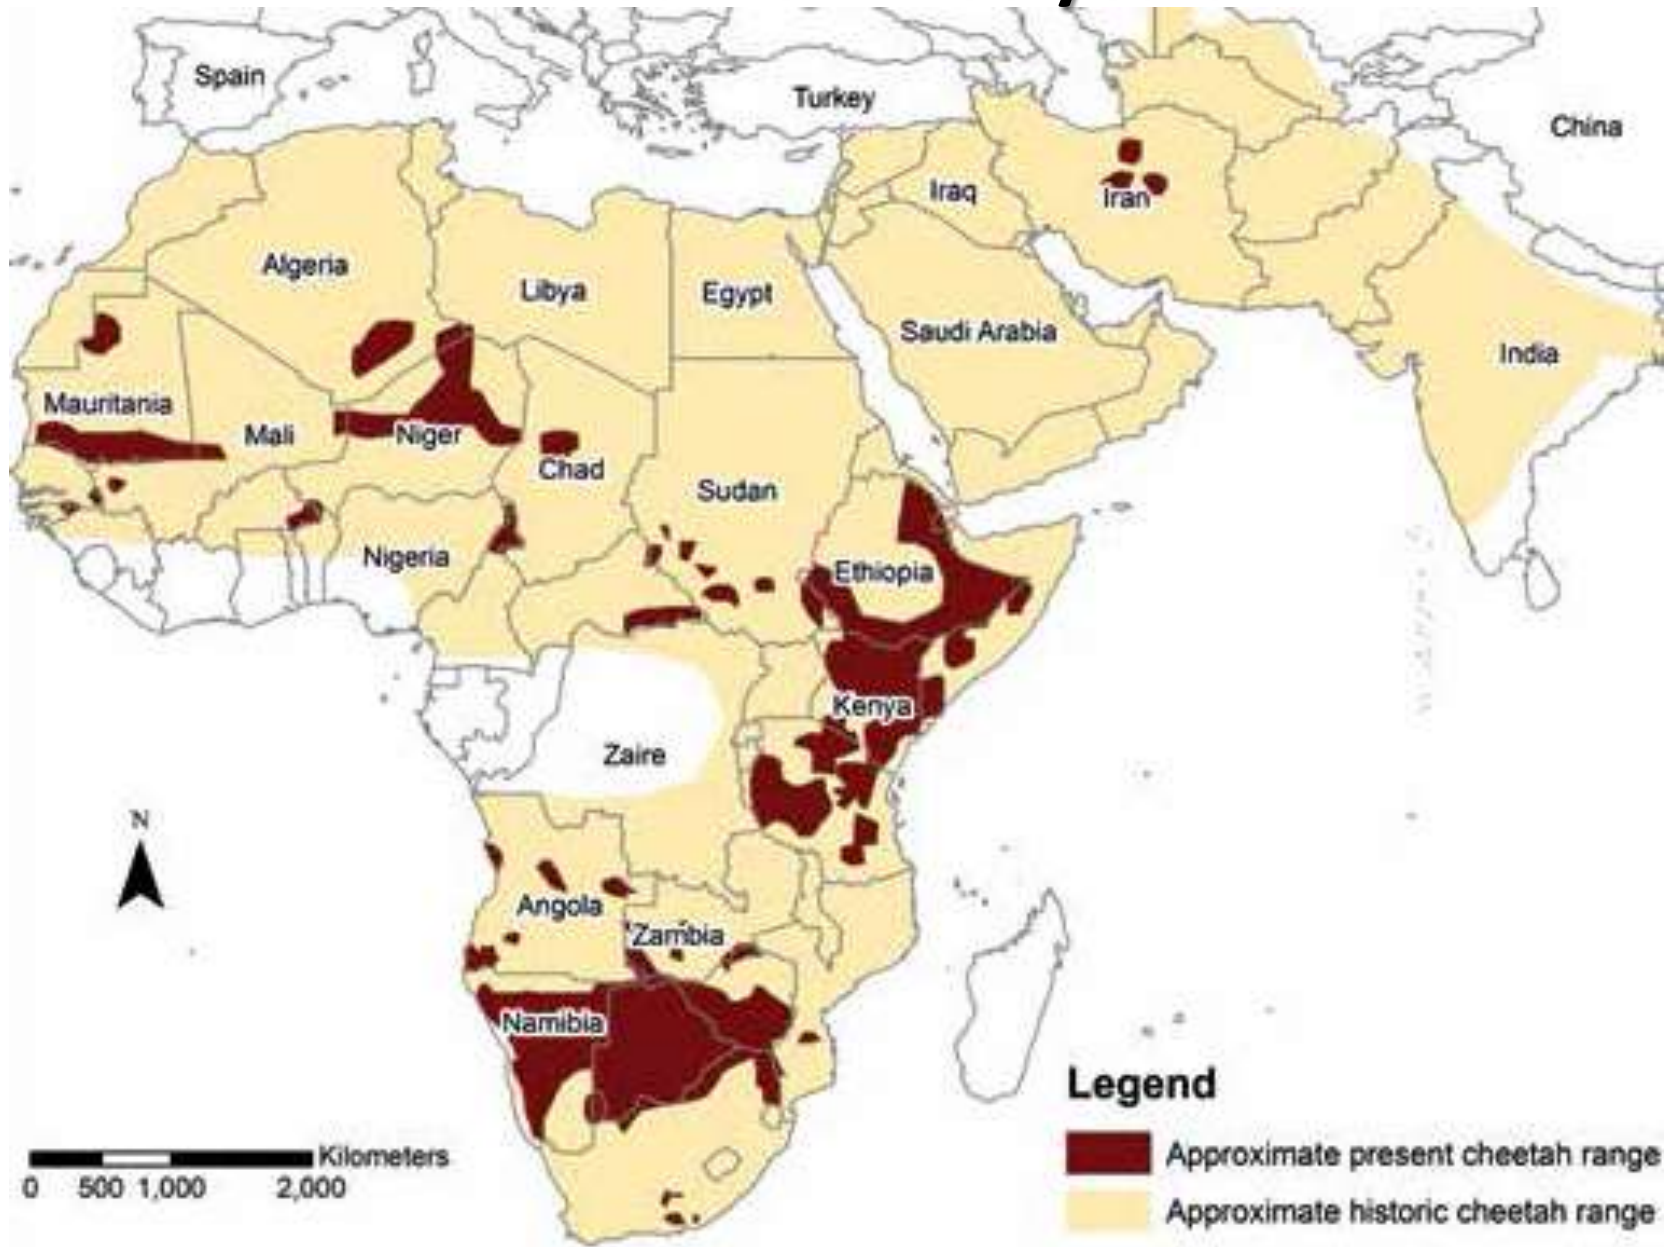 Spain
Turkey
China
Iraq
Iran
Algeria
Libya
Egypt
Saudi Arabia
India
Mauritania
Mali
Niger
Chad
Sudan
Nigeria
Ethiopia
Kenya
Zaire
N
Angola
Zambia
Namibia
Legend
Approximate present cheetah range
Approximate historic cheetah range
Kilometers
0 500 1,000 2,000